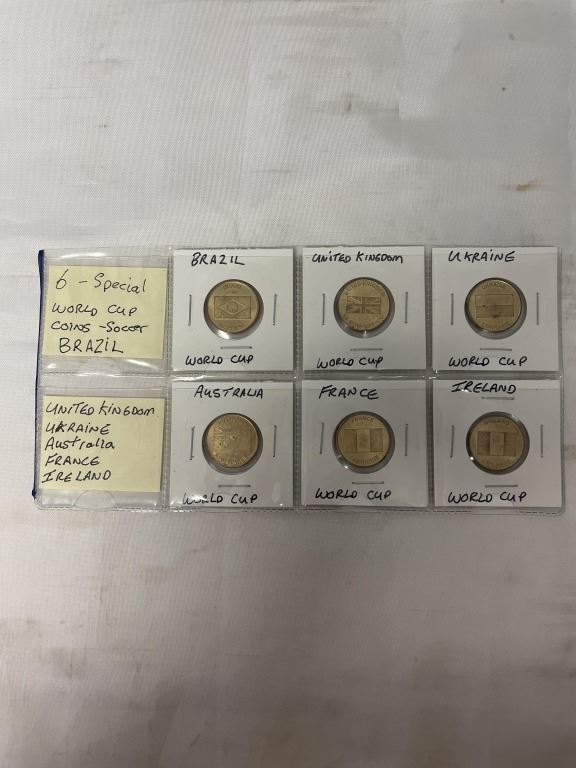 6 - Special
WORLD CUP
COINS - Soccer
BRAZIL
BRAZIL
WORLD CUP
UNITED KINGDOM
WORLD CUP
UKRAINE
WORLD CUP
UNITED KINGDOM
UKRAINE
Australia
FRANCE
IRELAND
AUSTRALIA
WORLD CUP
FRANCE
WORLD CUP
IRELAND
WORLD CUP